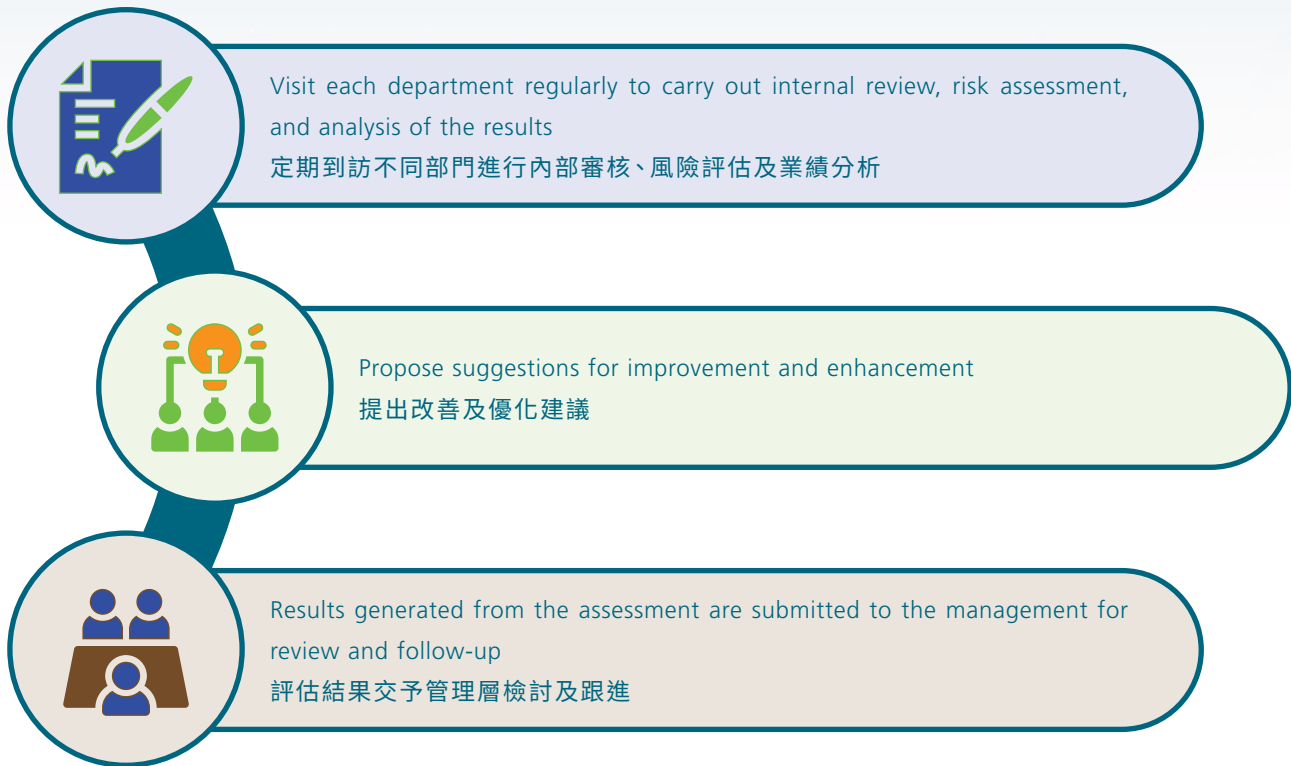 Visit each department regularly to carry out internal review, risk assessment,
and analysis of the results
定期到訪不同部門進行內部審核、風險評估及業績分析
Propose suggestions for improvement and enhancement
提出改善及優化建議
Results generated from the assessment are submitted to the management for
review and follow-up
評估結果交予管理層檢討及跟進